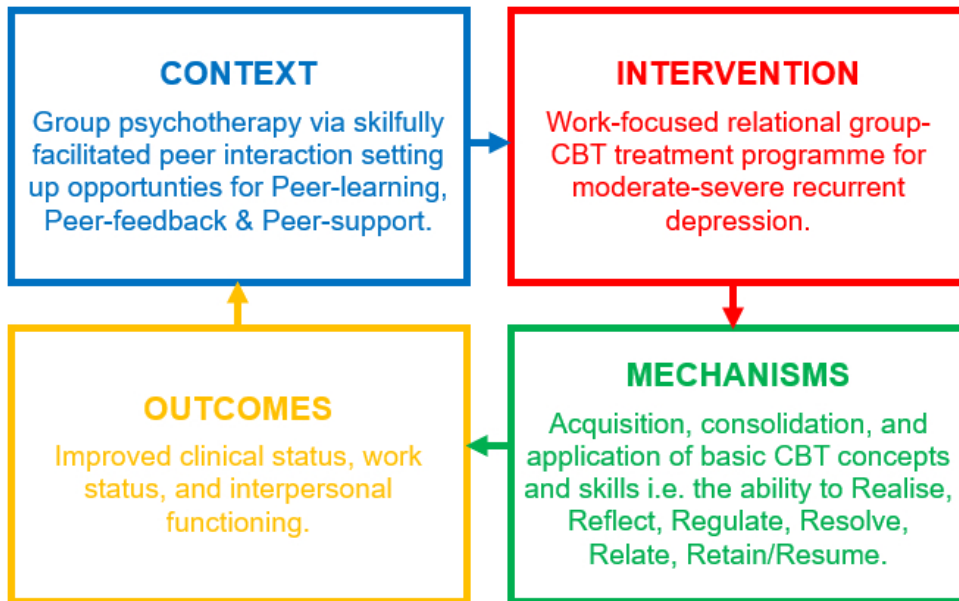 CONTEXT
Group psychotherapy via skilfully
facilitated peer interaction setting
up opportunties for Peer-learning,
Peer-feedback & Peer-support.
INTERVENTION
Work-focused relational group-
CBT treatment programme for
moderate-severe recurrent
depression.
OUTCOMES
Improved clinical status, work
status, and interpersonal
functioning.
MECHANISMS
Acquisition, consolidation, and
application of basic CBT concepts
and skills i.e. the ability to Realise,
Reflect, Regulate, Resolve,
Relate, Retain/Resume.